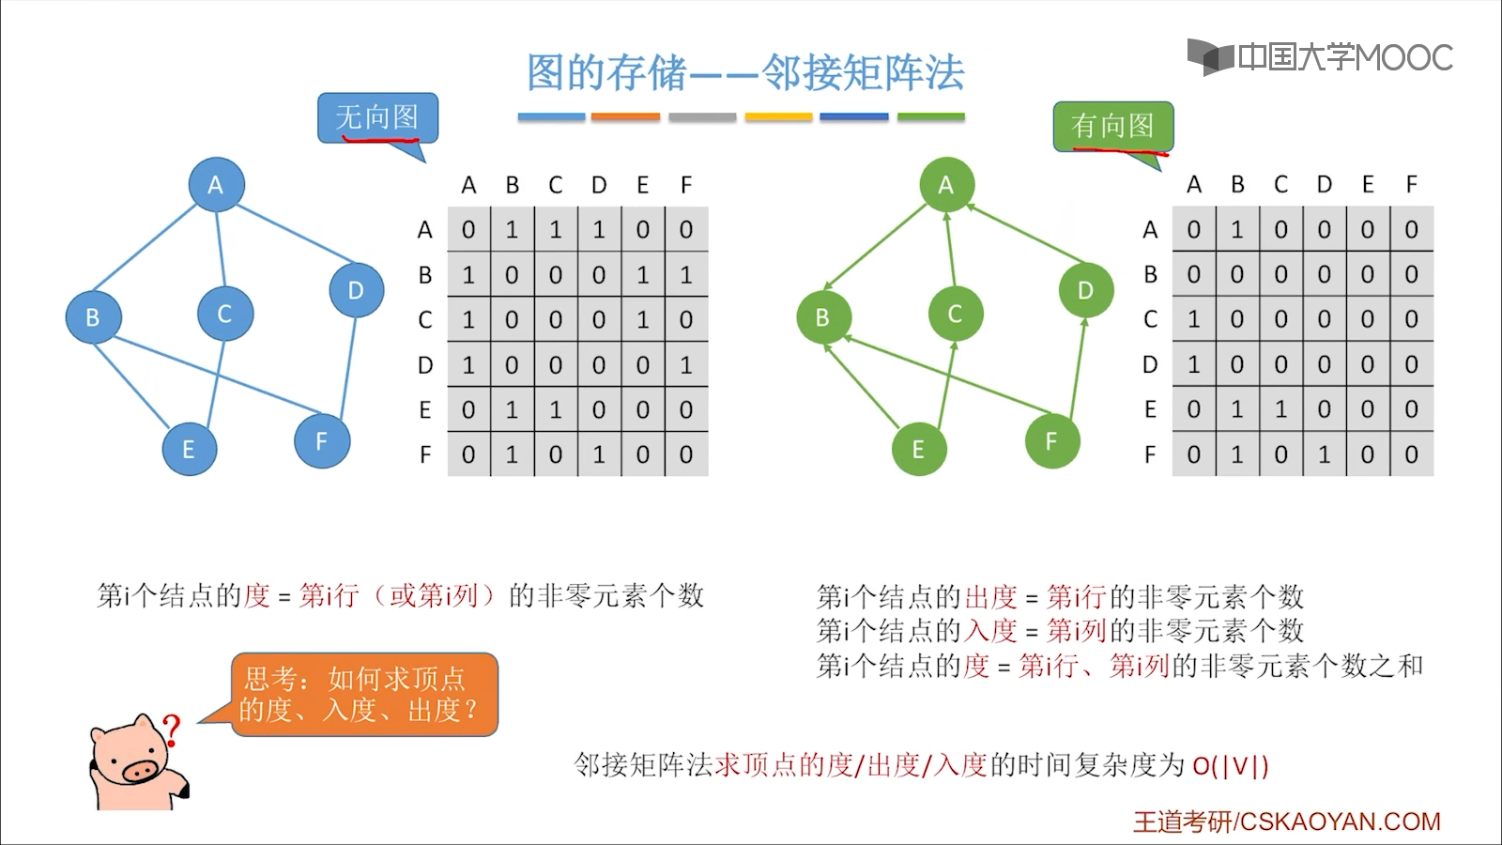 中国大学MOOC
图的存储——邻接矩阵法
无向图
A
B
C
D
E
F
A B C D E F
A 0 1 1 1 0 0
B 1 0 0 0 1 1
C 1 0 0 0 1 0
D 1 0 0 0 0 1
E 0 1 1 0 0 0
F 0 1 0 1 0 0
有向图
A
B
C
D
E
F
A B C D E F
A 0 1 0 0 0 0
B 0 0 0 0 0 0
C 1 0 0 0 0 0
D 1 0 0 0 0 0
E 0 1 1 0 0 0
F 0 1 0 1 0 0
第i个结点的度 = 第i行（或第i列）的非零元素个数
第i个结点的出度 = 第i行的非零元素个数
第i个结点的入度 = 第i列的非零元素个数
第i个结点的度 = 第i行、第i列的非零元素个数之和
思考：如何求顶点
的度、入度、出度？
?
邻接矩阵法求顶点的度/出度/入度的时间复杂度为 O(|V|)
王道考研/CSKAOYAN.COM